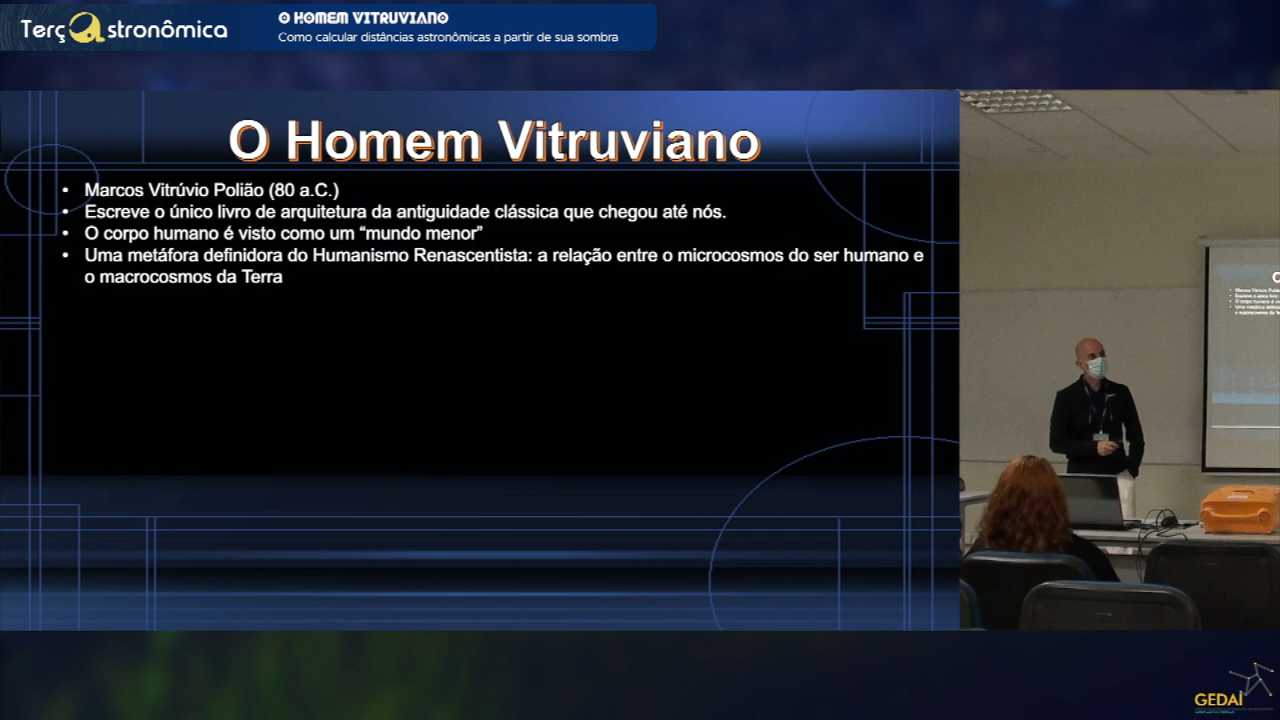 TerçAstronômica
O HOMEM VITRUVIANO
Como calcular distâncias astronômicas a partir de sua sombra
O Homem Vitruviano
• Marcos Vitrúvio Polião (80 a.C.)
• Escreve o único livro de arquitetura da antiguidade clássica que chegou até nós.
• O corpo humano é visto como um “mundo menor”
• Uma metáfora definidora do Humanismo Renascentista: a relação entre o microcosmos do ser humano e
o macrocosmos da Terra
GEDAI